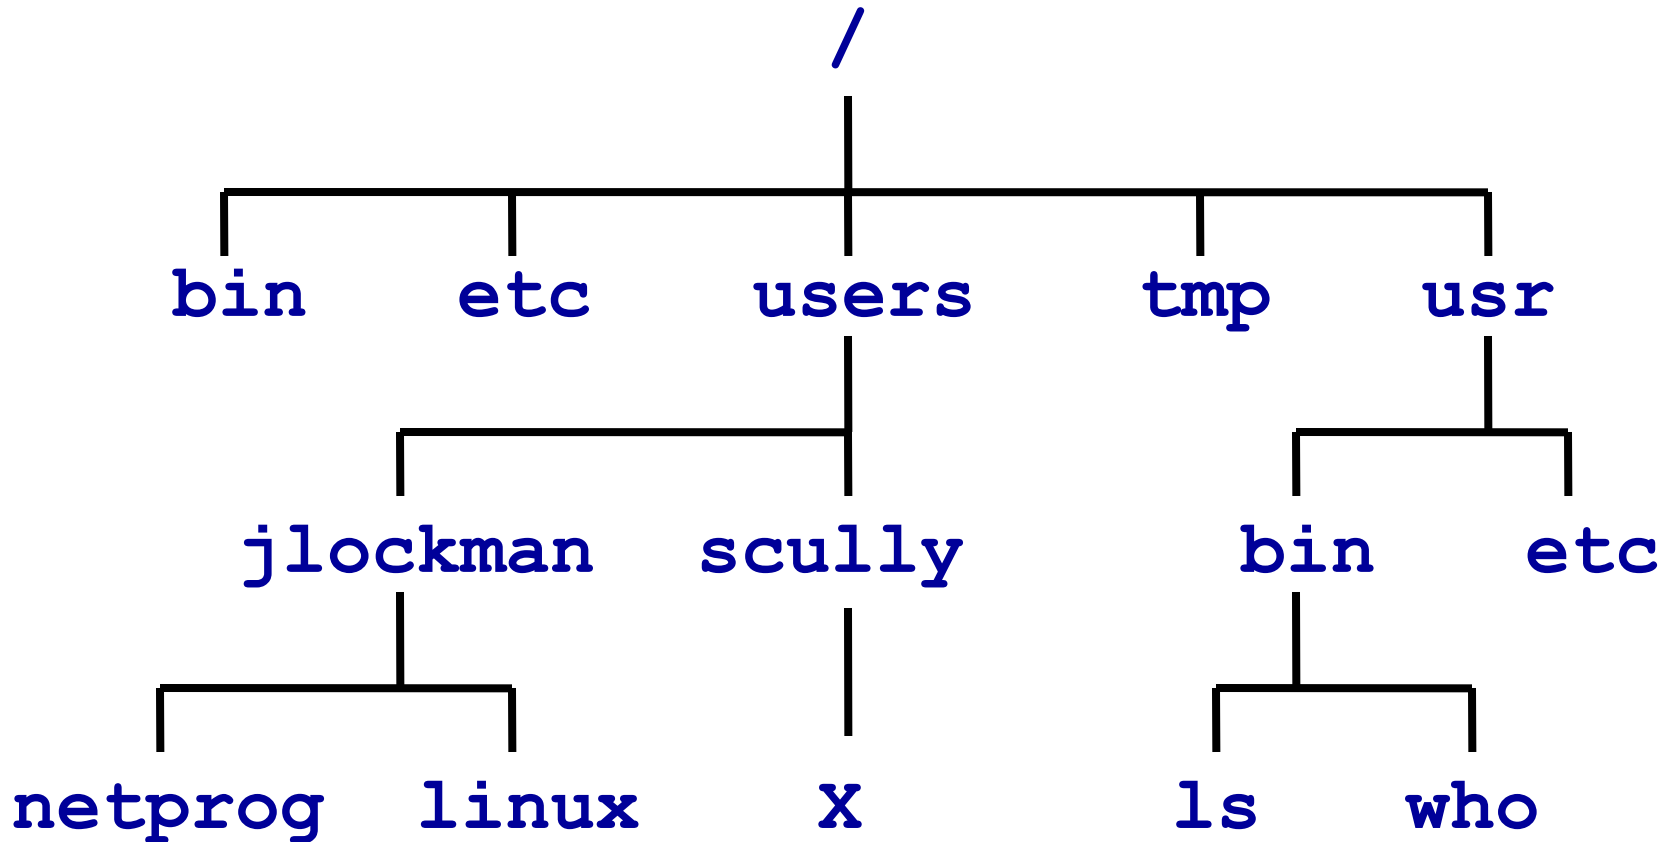 /
bin etc users tmp usr
jlockman scully bin etc
netprog linux X ls who